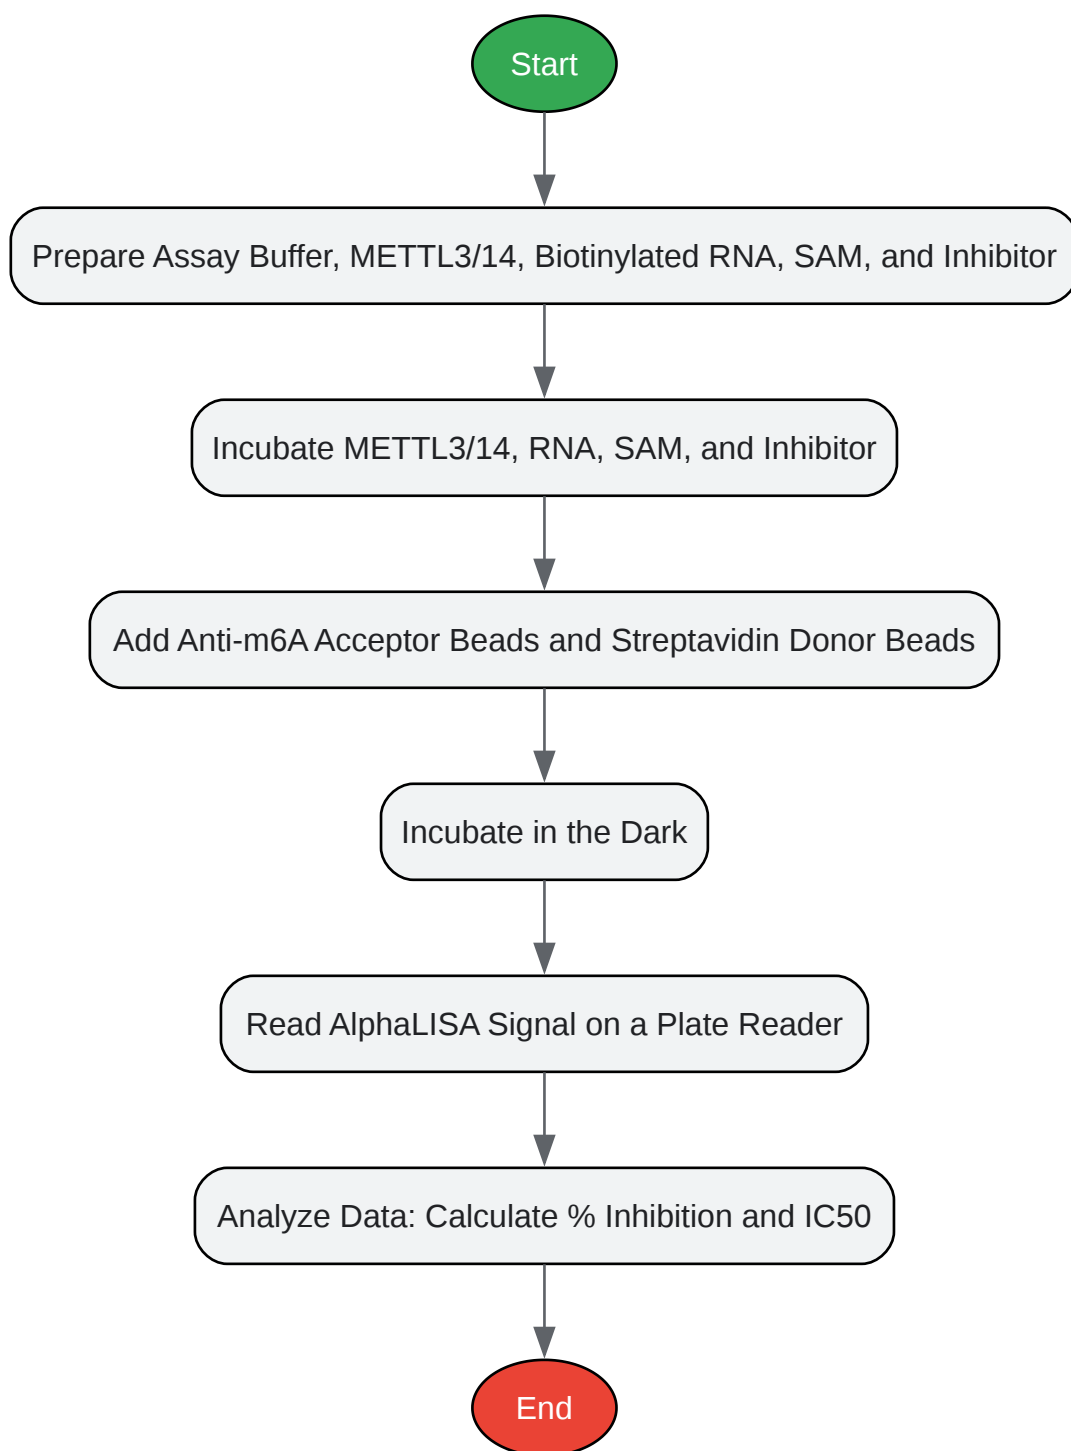 Start
Prepare Assay Buffer, METTL3/14, Biotinylated RNA, SAM, and Inhibitor
Incubate METTL3/14, RNA, SAM, and Inhibitor
Add Anti-m6A Acceptor Beads and Streptavidin Donor Beads
Incubate in the Dark
Read AlphaLISA Signal on a Plate Reader
Analyze Data: Calculate % Inhibition and IC50
End